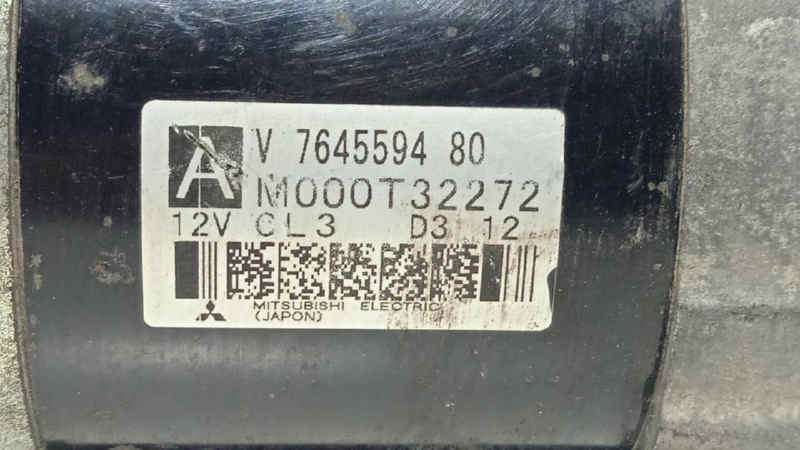 A
V 7645594 80
M000T32272
12V CL3 D3 12
MITSUBISHI ELECTRIC
(JAPON)